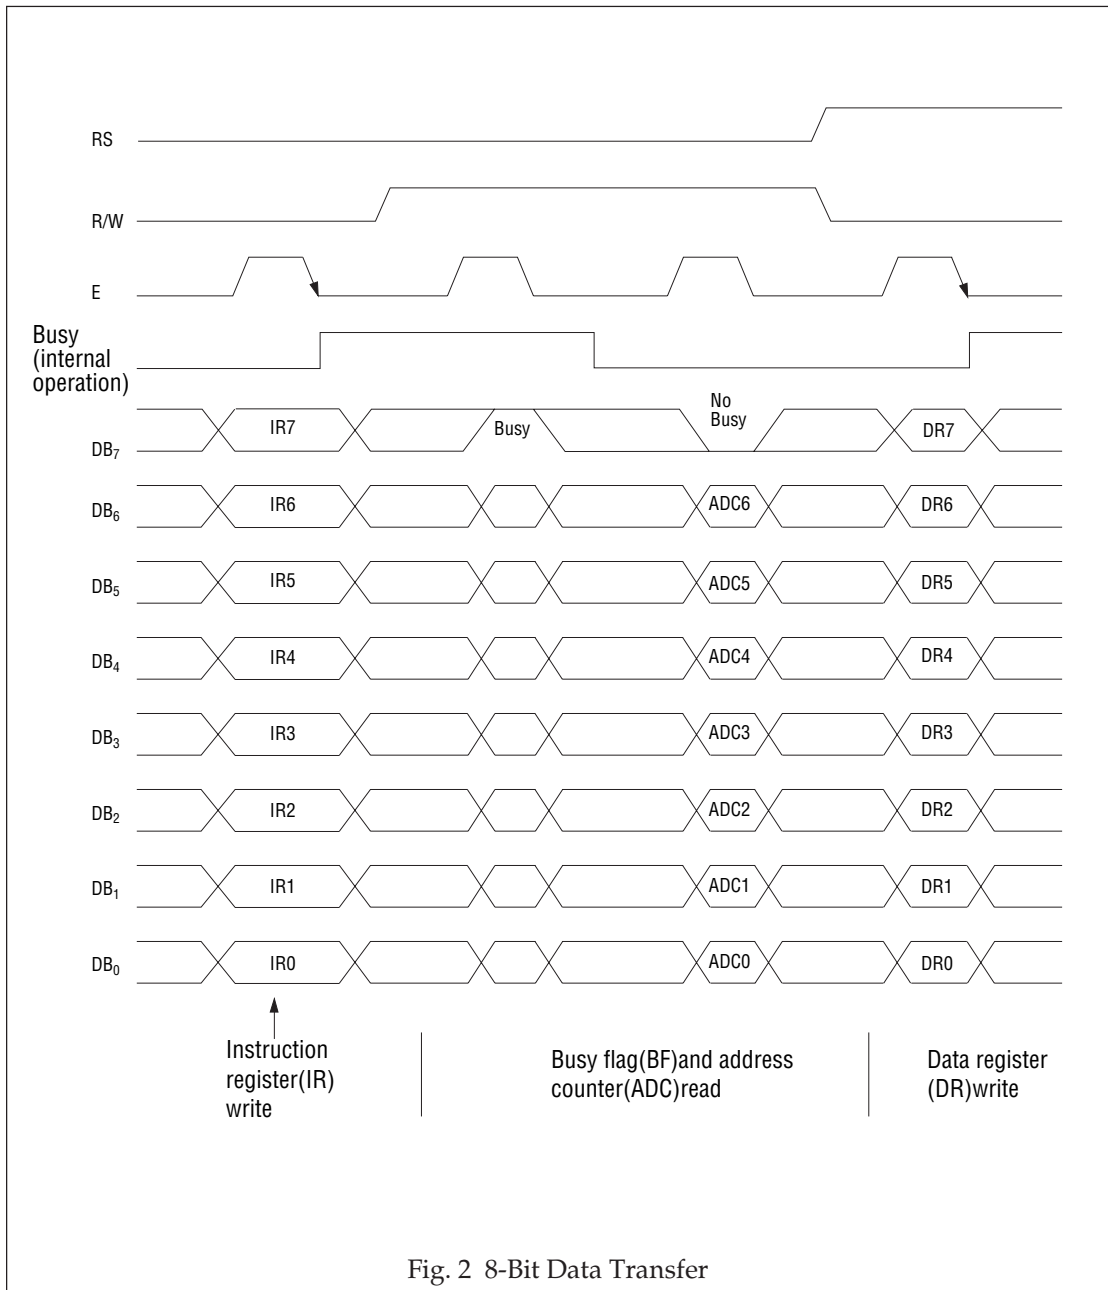 RS
R/W
E
Busy
(internal
operation)
DB7 IR7 Busy No
Busy DR7
DB6 IR6 ADC6 DR6
DB5 IR5 ADC5 DR5
DB4 IR4 ADC4 DR4
DB3 IR3 ADC3 DR3
DB2 IR2 ADC2 DR2
DB1 IR1 ADC1 DR1
DB0 IR0 ADC0 DR0
Instruction
register(IR)
write
Busy flag(BF)and address
counter(ADC)read
Data register
(DR)write
Fig. 2 8-Bit Data Transfer